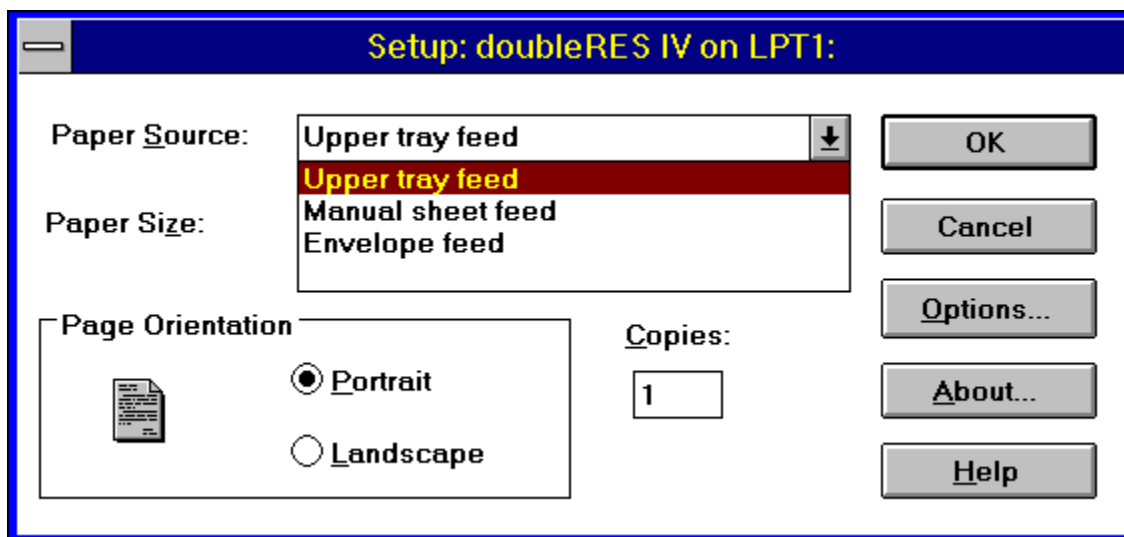 Setup: doubleRES IV on LPT1:
Paper Source:
Upper tray feed
OK
Upper tray feed
Manual sheet feed
Envelope feed
Paper Size:
Cancel
Options...
Page Orientation
Portrait
Landscape
Copies:
1
About...
Help